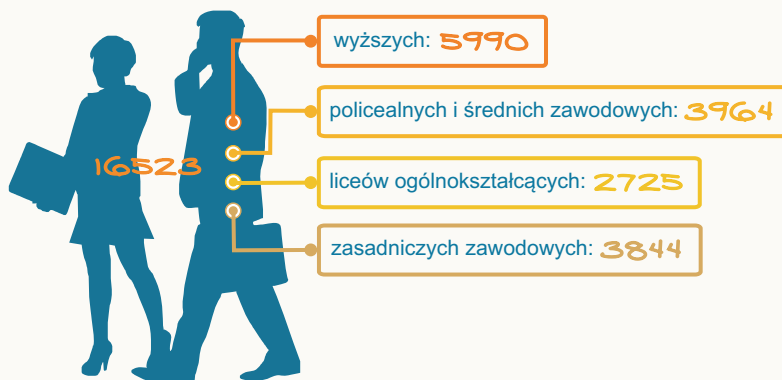 wyższych: 5990
policealnych i średnich zawodowych: 3964
16523
liceów ogólnokształcących: 2725
zasadniczych zawodowych: 3844